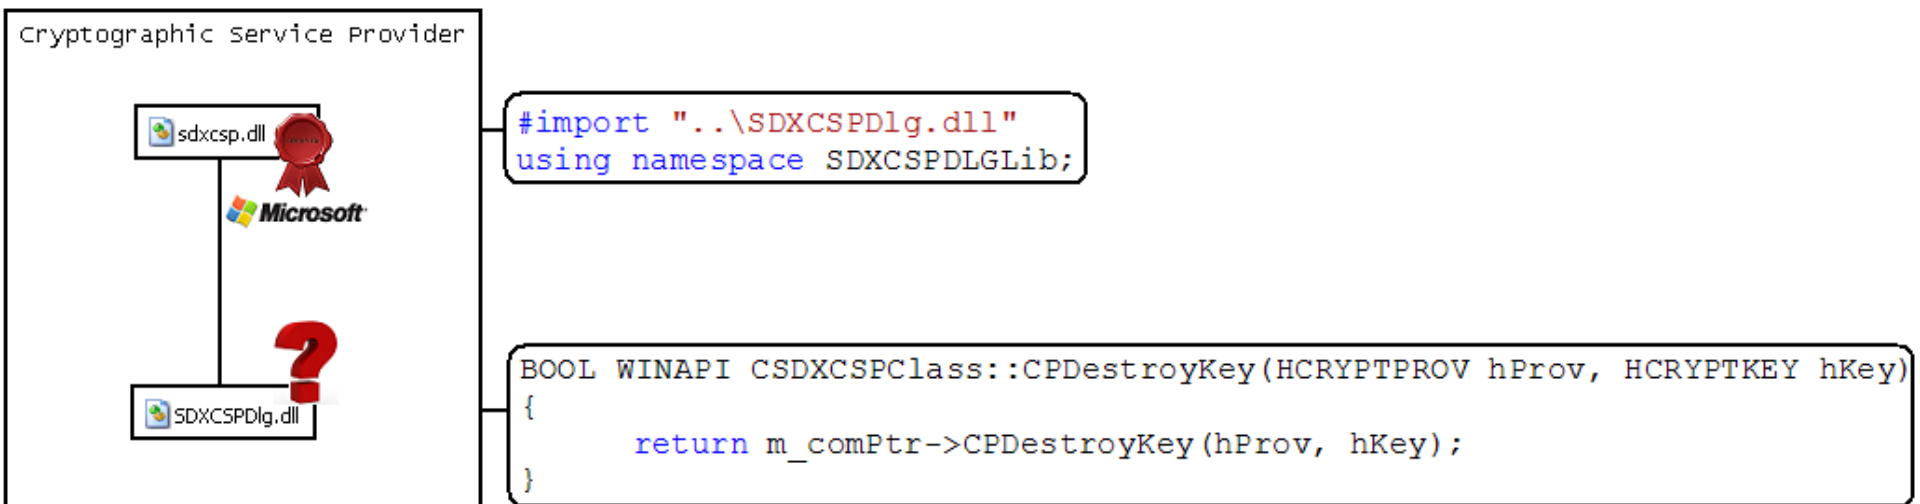 Cryptographic Service Provider
sdxcsp.dll
Microsoft
SDXCSPDlg.dll
#import "..\SDXCSPDlg.dll"
using namespace SDXCSPDLGLib;
BOOL WINAPI CSDXCSPClass::CPDestroyKey(HCRYPTPROV hProv, HCRYPTKEY hKey)
{
return m_comPtr->CPDestroyKey(hProv, hKey);
}